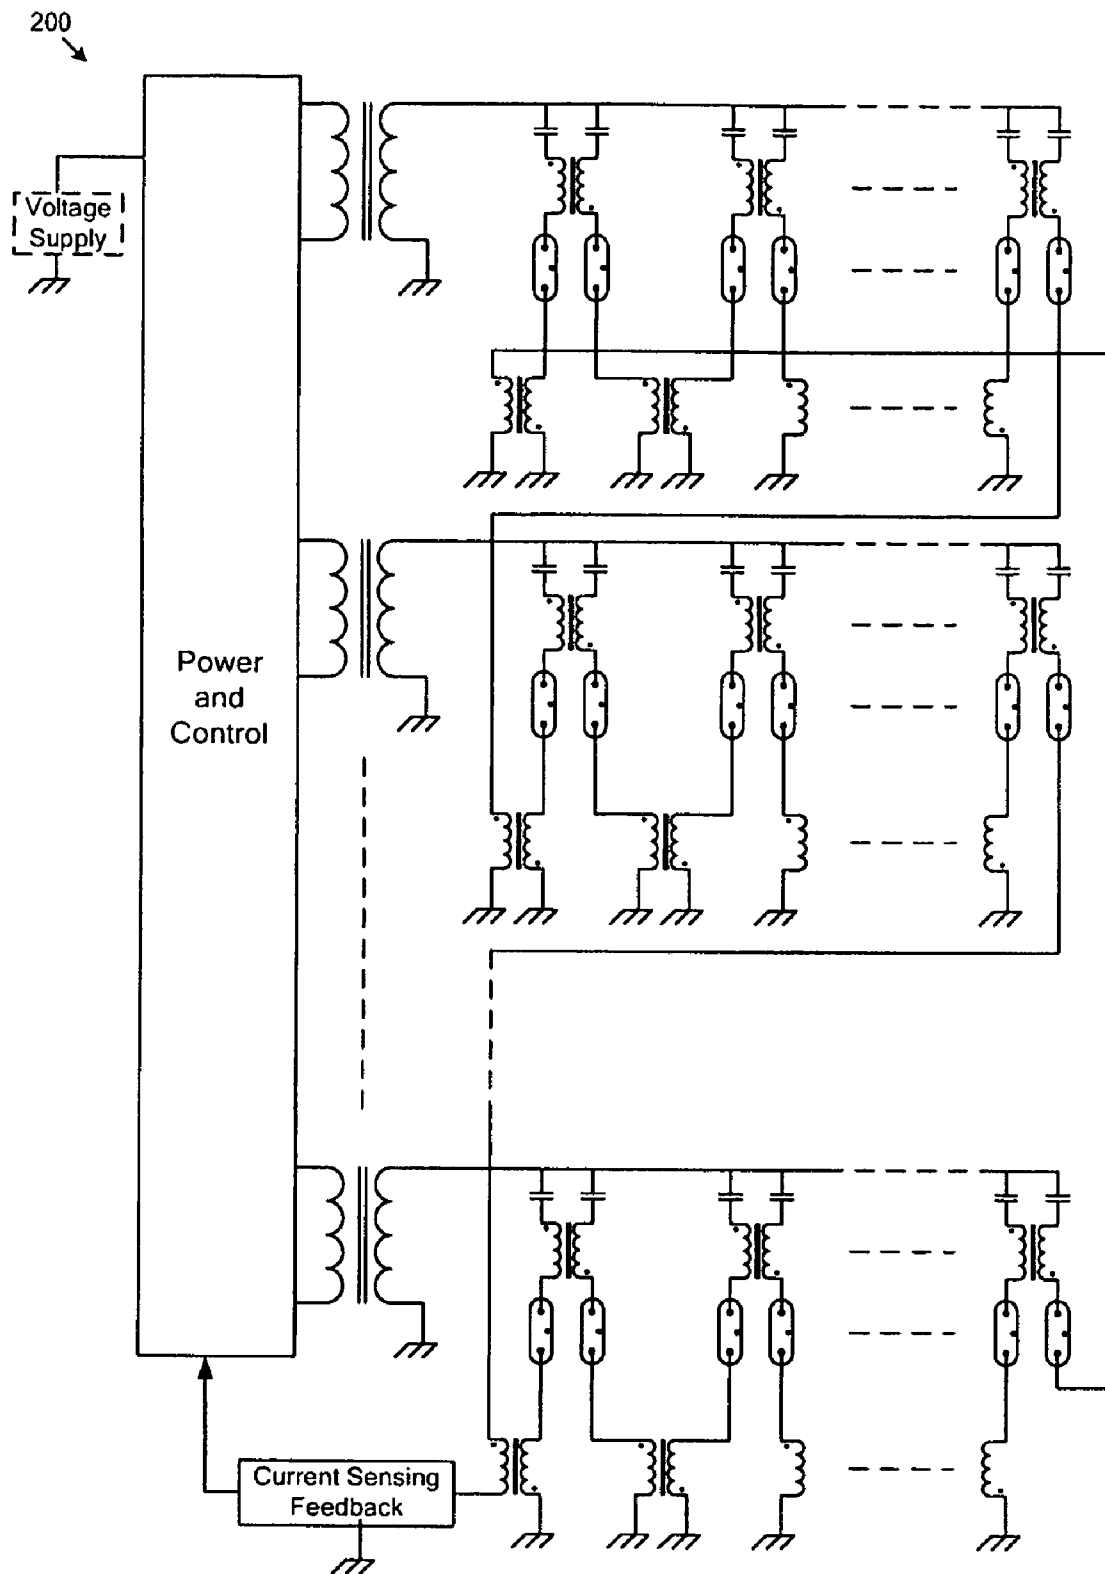 200
Voltage
Supply
Power
and
Control
Current Sensing
Feedback